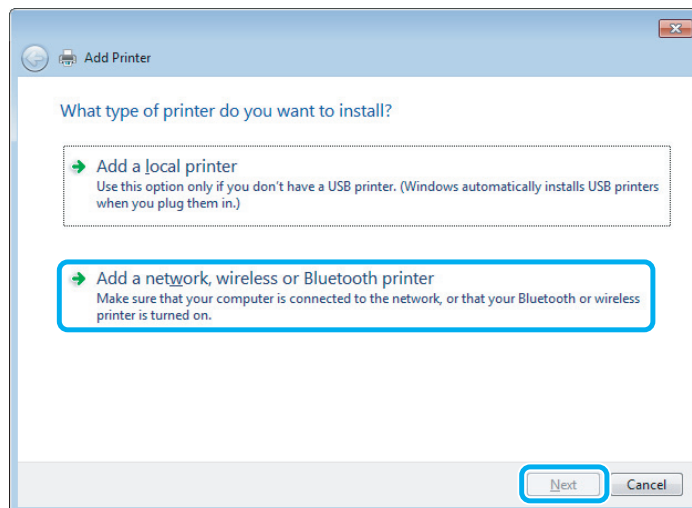 Add Printer
What type of printer do you want to install?
Add a local printer
Use this option only if you don't have a USB printer. (Windows automatically installs USB printers
when you plug them in.)
Add a network, wireless or Bluetooth printer
Make sure that your computer is connected to the network, or that your Bluetooth or wireless
printer is turned on.
Next Cancel